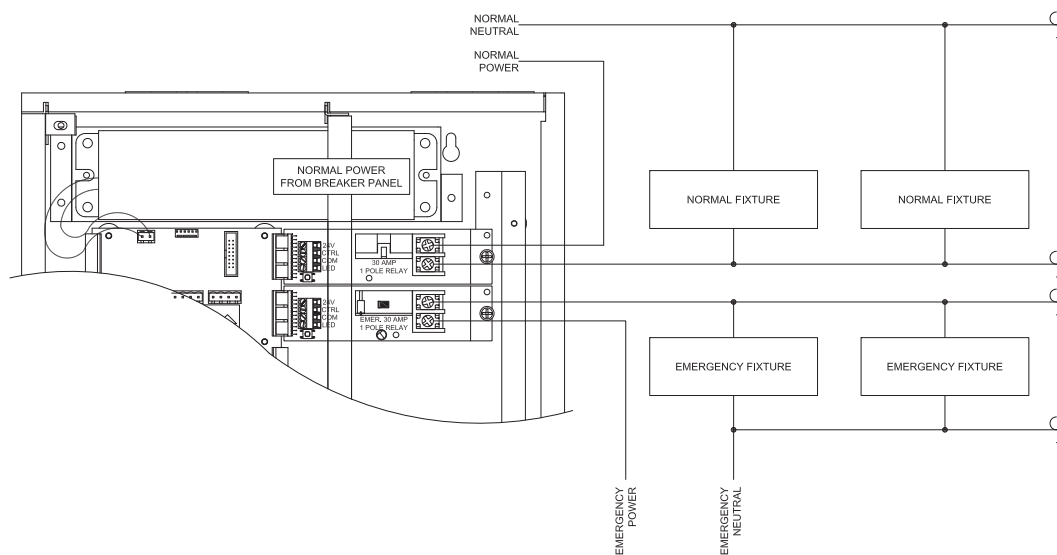 NORMAL
NEUTRAL
NORMAL
POWER
NORMAL POWER
FROM BREAKER PANEL
NORMAL FIXTURE
NORMAL FIXTURE
24V
CTRL
COM
LED
30 AMP
1 POLE RELAY
24V
CTRL
COM
LED
EMER. 30 AMP
1 POLE RELAY
EMERGENCY FIXTURE
EMERGENCY FIXTURE
EMERGENCY
POWER
EMERGENCY
NEUTRAL